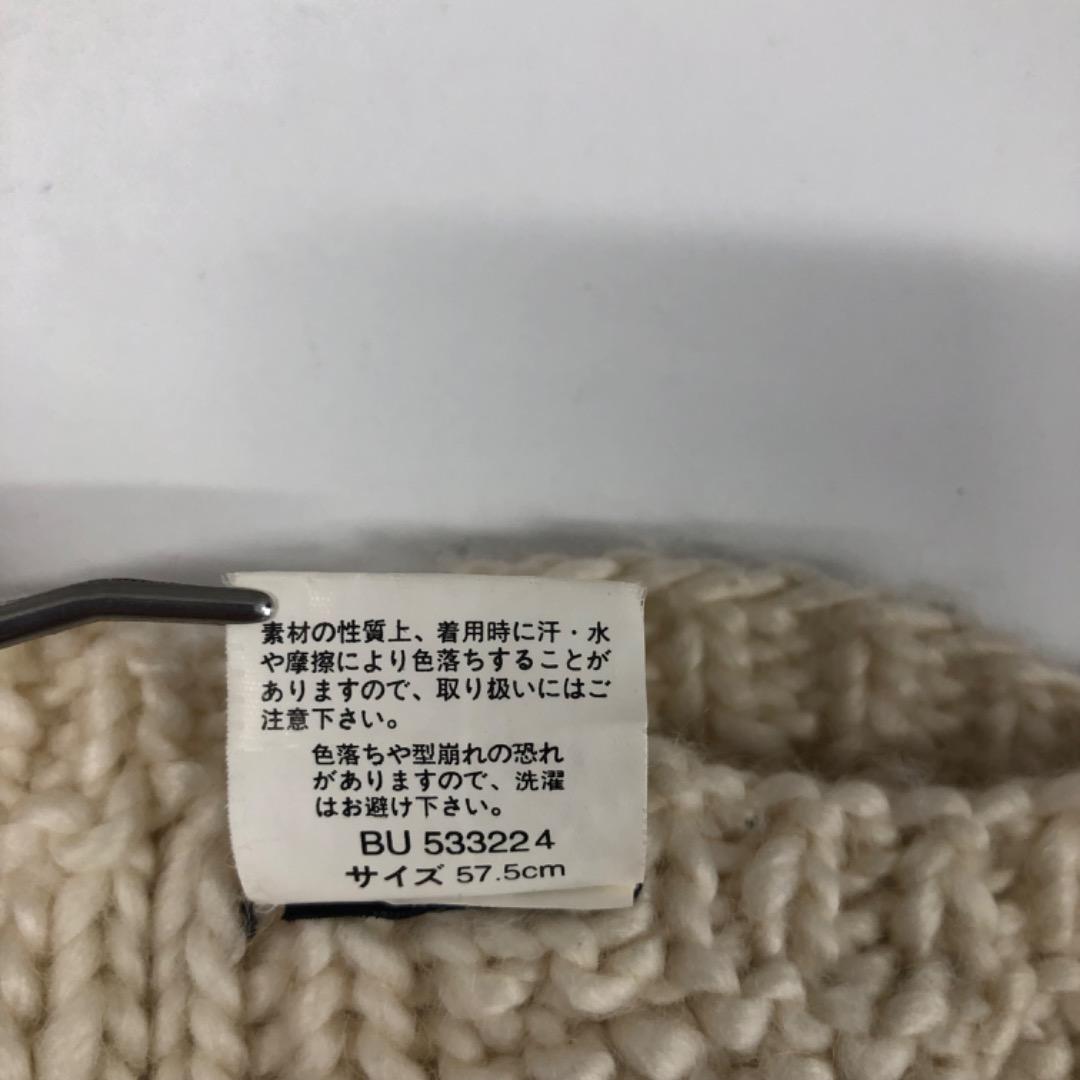 素材の性質上、着用時に汗・水
や摩擦により色落ちすることが
ありますので、取り扱いにはご
注意下さい。
色落ちや型崩れの恐れ
がありますので、洗濯
はお避け下さい。
BU 533224
サイズ 57.5cm